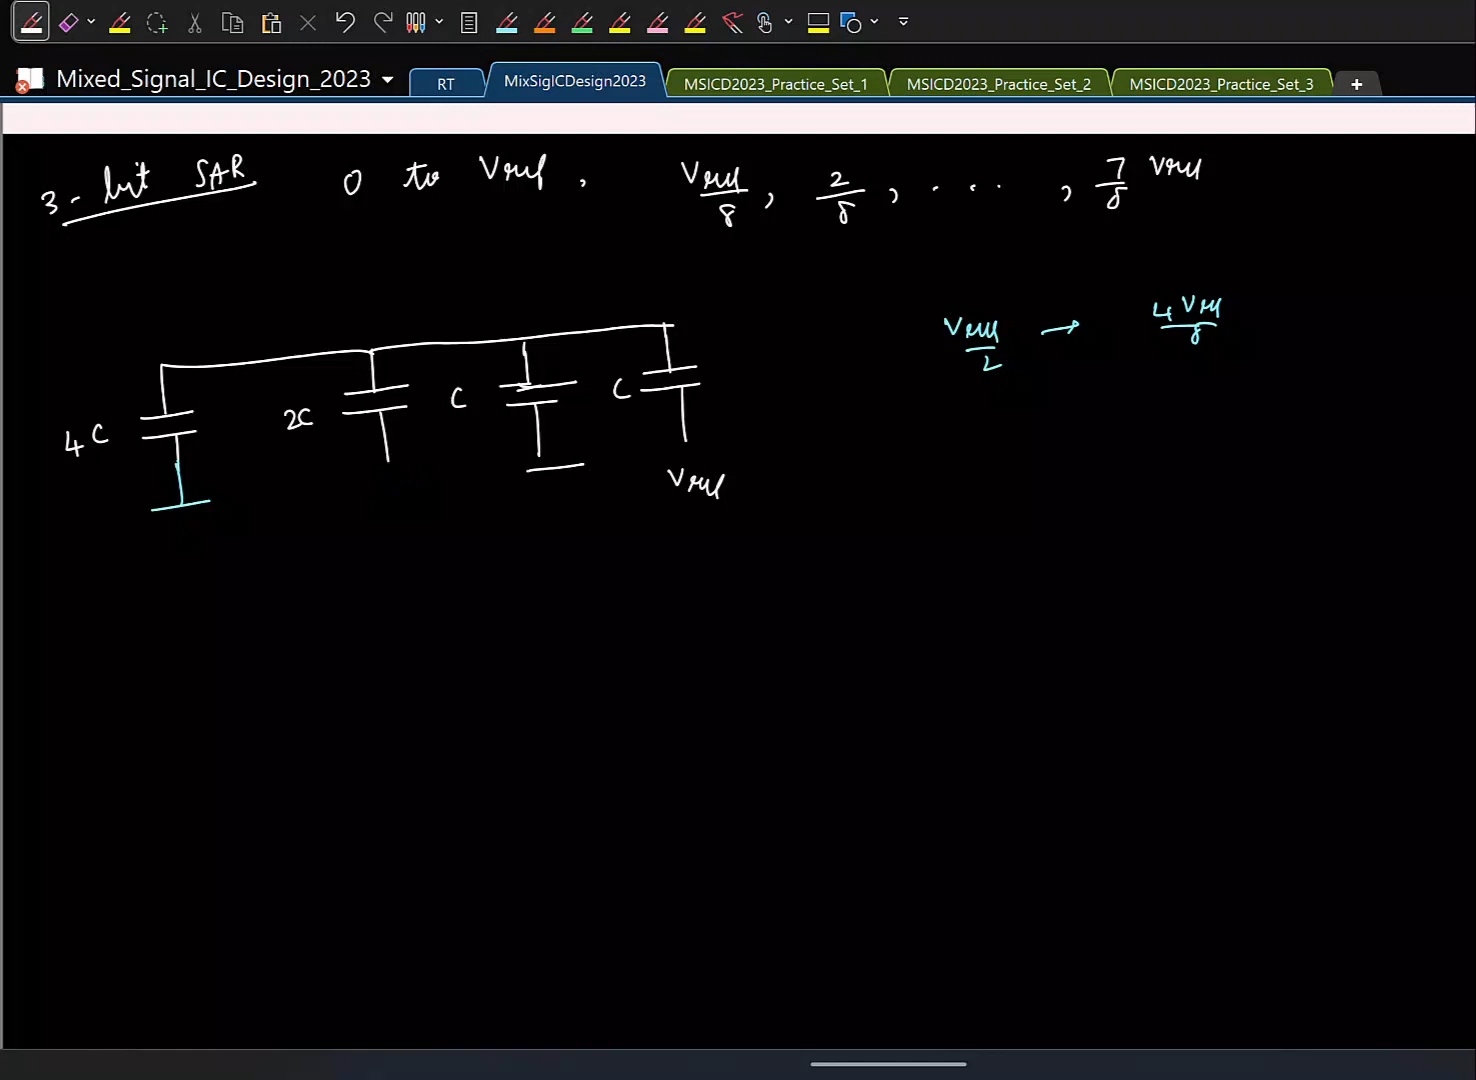 Mixed_Signal_IC_Design_2023 RT MixSigICDesign2023 MSICD2023_Practice_Set_1 MSICD2023_Practice_Set_2 MSICD2023_Practice_Set_3 +
3-bit SAR 0 to Vref, Vref/8, 2/8, ...., 7/8 Vref
Vref/2 → 4Vref/8
4C 2C C C
Vref